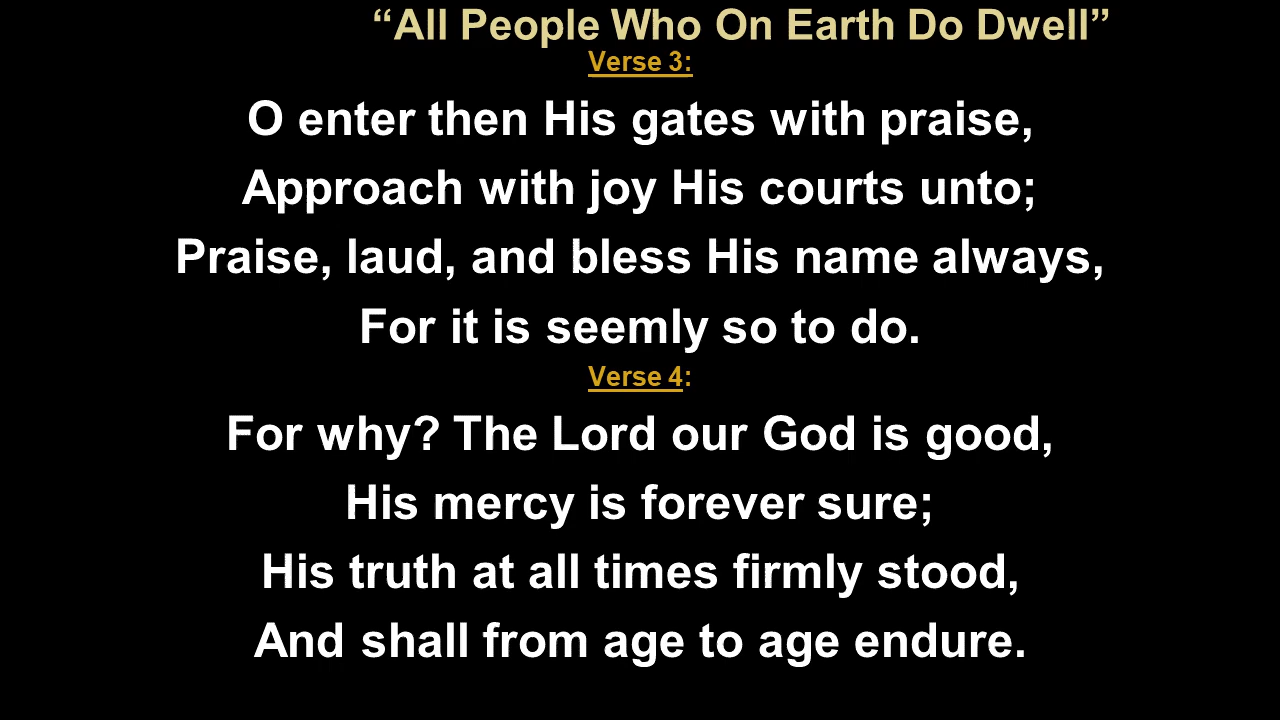 “All People Who On Earth Do Dwell”
Verse 3:
O enter then His gates with praise,
Approach with joy His courts unto;
Praise, laud, and bless His name always,
For it is seemly so to do.
Verse 4:
For why? The Lord our God is good,
His mercy is forever sure;
His truth at all times firmly stood,
And shall from age to age endure.